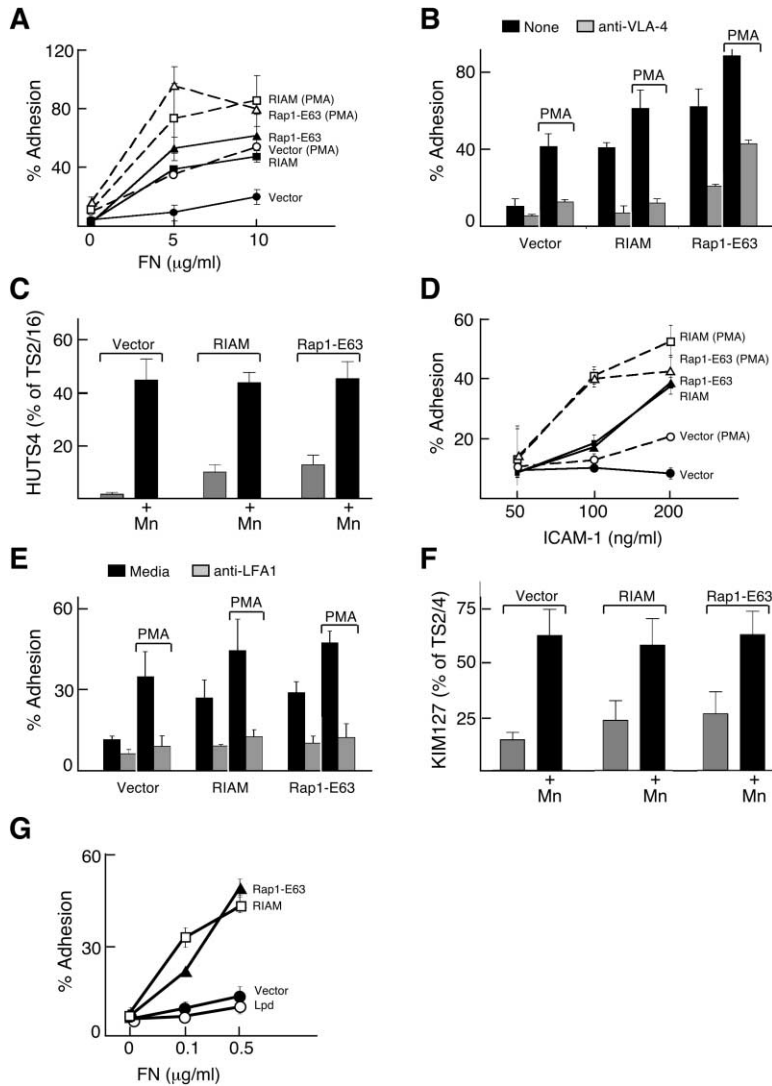 A
120
80
40
% Adhesion
RIAM (PMA)
Rap1-E63 (PMA)
Rap1-E63
Vector (PMA)
RIAM
Vector
0 5 10
FN (μg/ml)
B
None anti-VLA-4
80
40
0
% Adhesion
PMA
PMA
PMA
Vector RIAM Rap1-E63
C
60
40
20
HUTS4 (% of TS2/16)
Vector RIAM Rap1-E63
+ + +
Mn Mn Mn
D
60
40
20
% Adhesion
RIAM (PMA)
Rap1-E63 (PMA)
Rap1-E63
RIAM
Vector (PMA)
Vector
50 100 200
ICAM-1 (ng/ml)
E
Media anti-LFA1
60
30
0
% Adhesion
PMA
PMA
PMA
Vector RIAM Rap1-E63
F
75
50
25
KIM127 (% of TS2/4)
Vector RIAM Rap1-E63
+ + +
Mn Mn Mn
G
60
30
0
% Adhesion
Rap1-E63
RIAM
Vector
Lpd
0 0.1 0.5
FN (μg/ml)